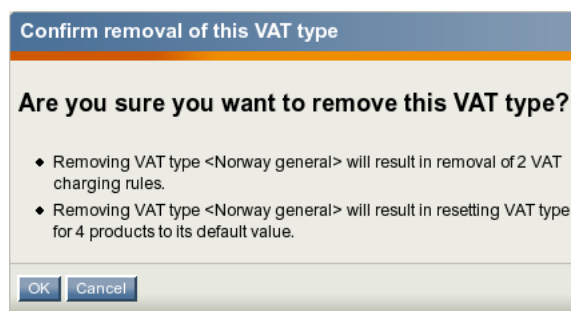 Confirm removal of this VAT type
Are you sure you want to remove this VAT type?
Removing VAT type <Norway general> will result in removal of 2 VAT
charging rules.
Removing VAT type <Norway general> will result in resetting VAT type
for 4 products to its default value.
OK Cancel